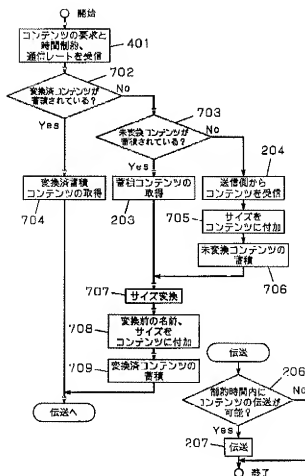 開始
コンテンツの要求と
時間制約、
通信レートを受信
401
702
変換済コンテンツが
蓄積されている？
No
703
Yes
未変換コンテンツが
蓄積されている？
No
204
Yes
変換済蓄積
コンテンツの取得
704
蓄積コンテンツの
取得
203
送信側から
コンテンツを受信
705
サイズを
コンテンツに付加
未変換コンテンツの
蓄積
706
707
サイズ変換
708
変換前の名前、
サイズを
コンテンツに付加
709
変換済コンテンツの
蓄積
伝送へ
伝送
206
制約時間内に
コンテンツの伝送が
可能？
No
Yes
207
伝送
終了